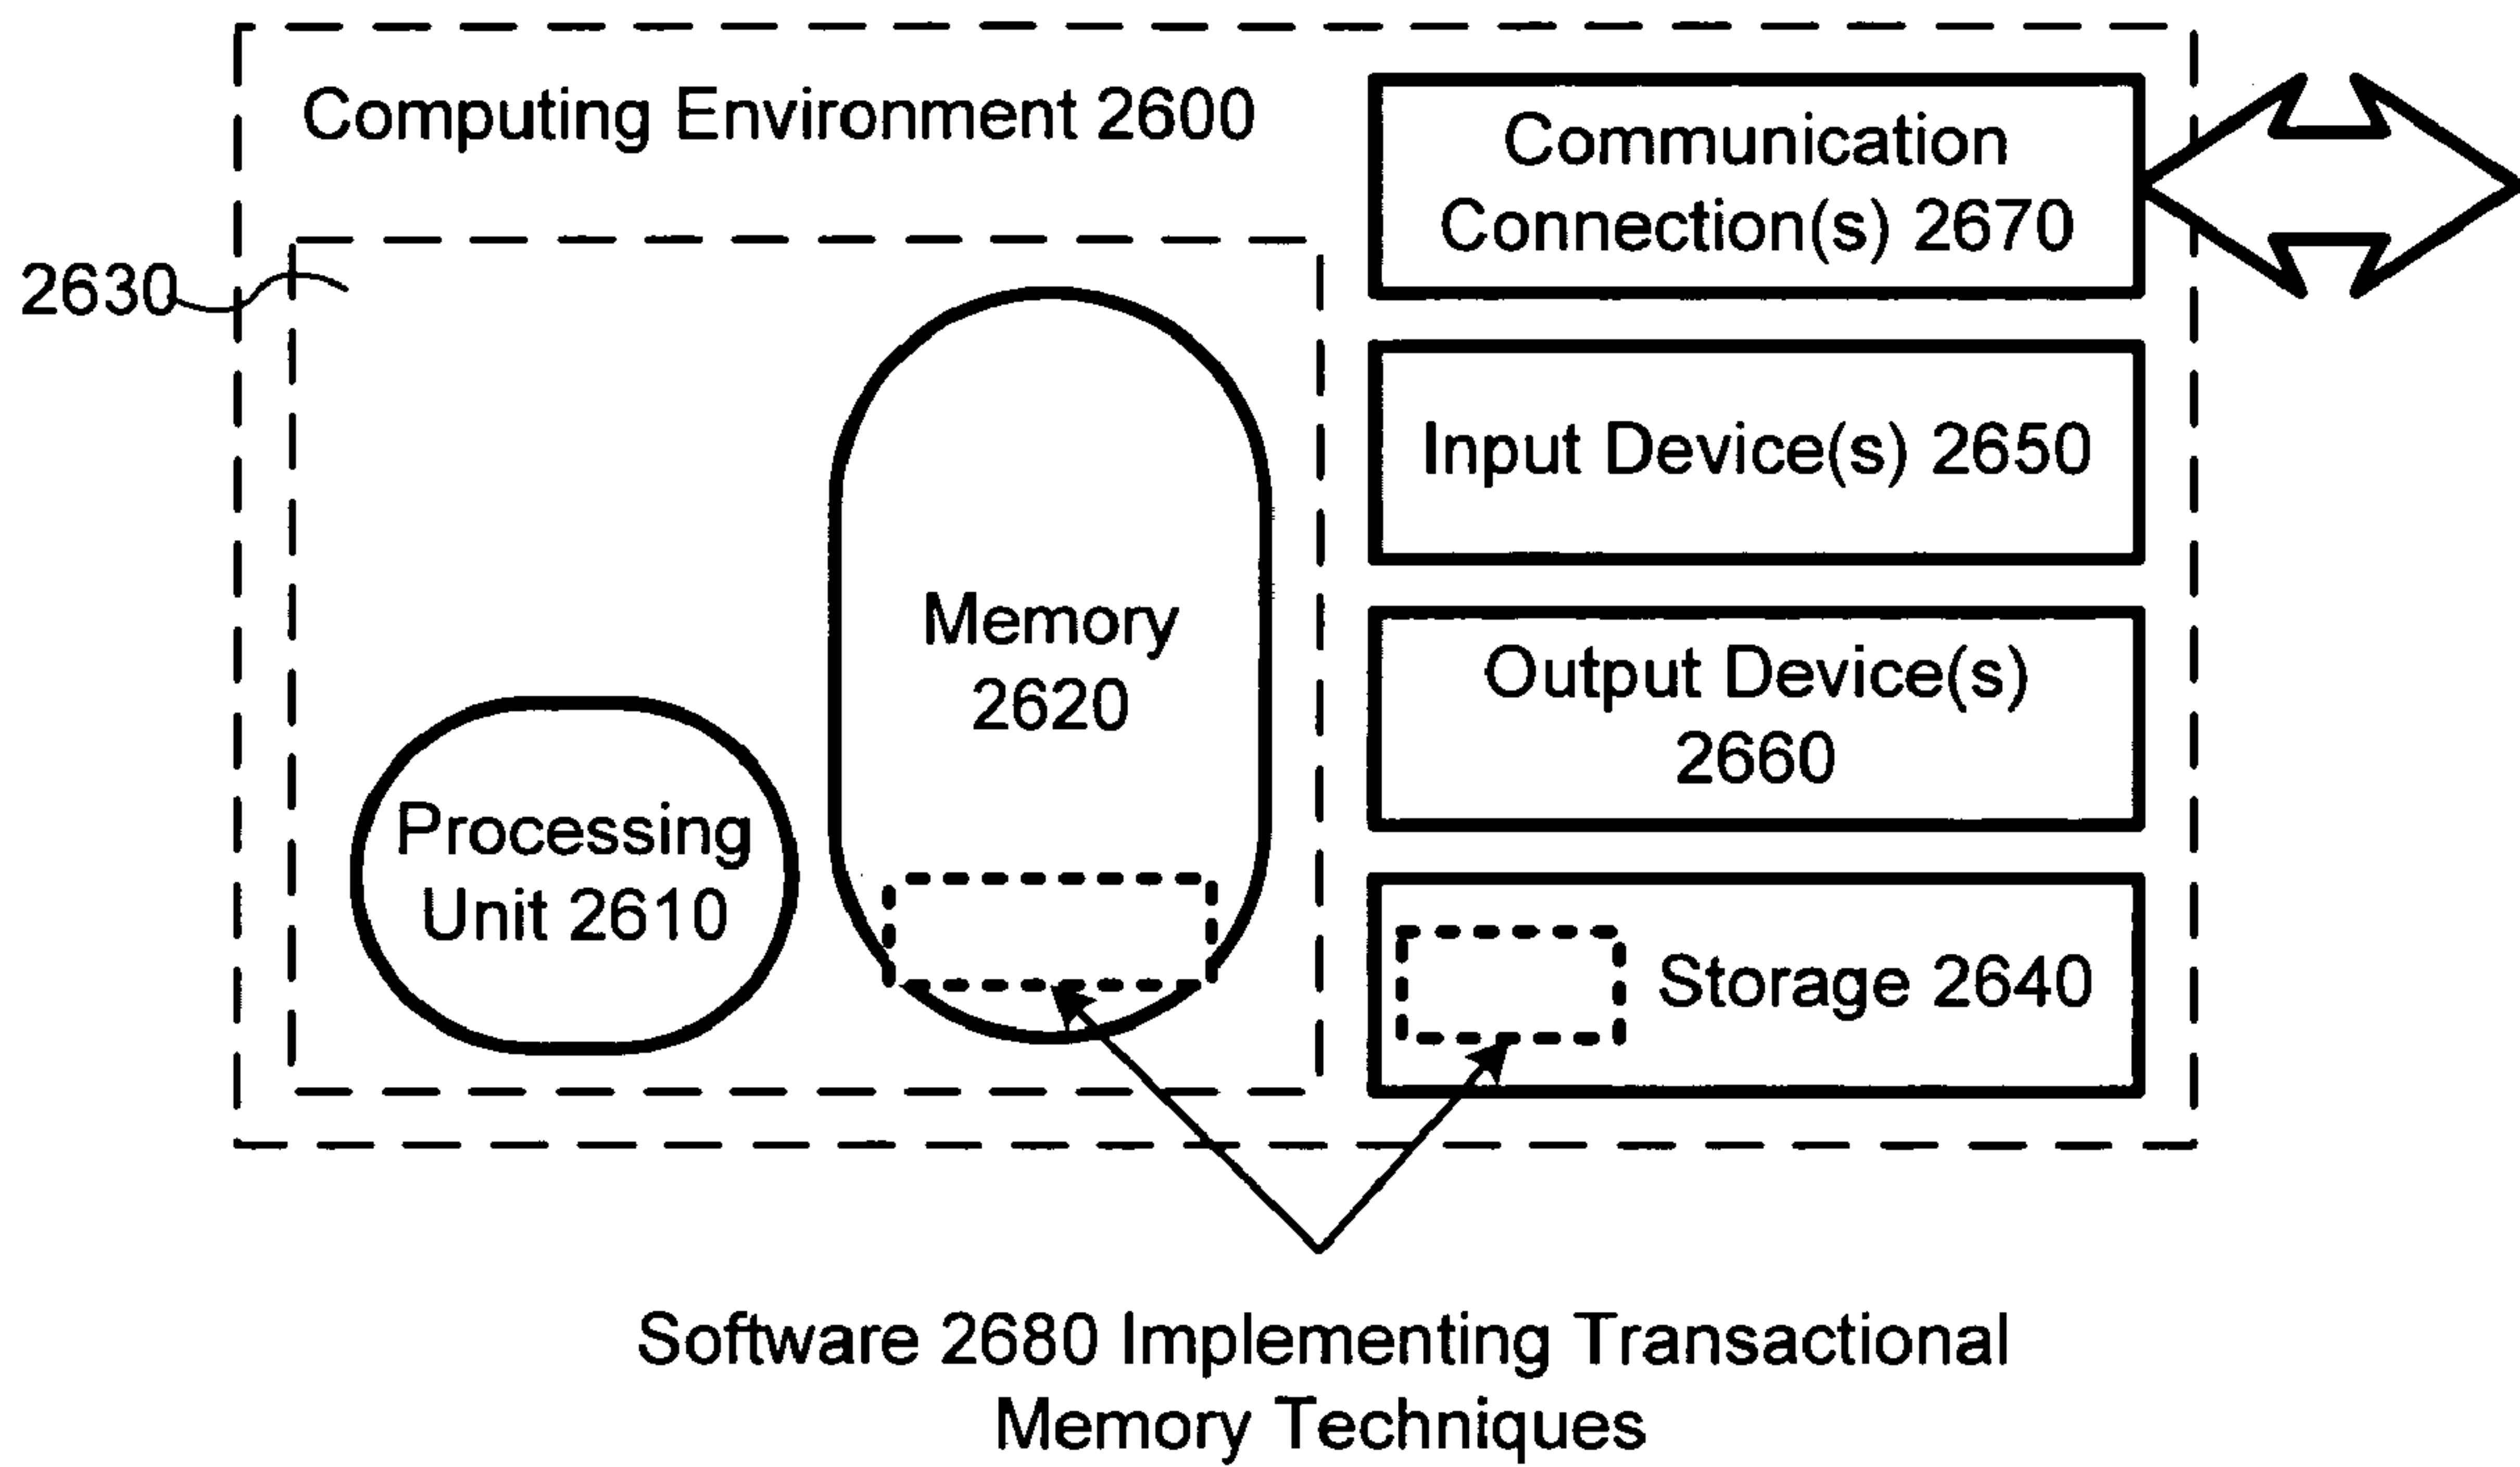 Computing Environment 2600
Communication
Connection(s) 2670
2630
Input Device(s) 2650
Memory
2620
Output Device(s)
2660
Processing
Unit 2610
Storage 2640
Software 2680 Implementing Transactional
Memory Techniques